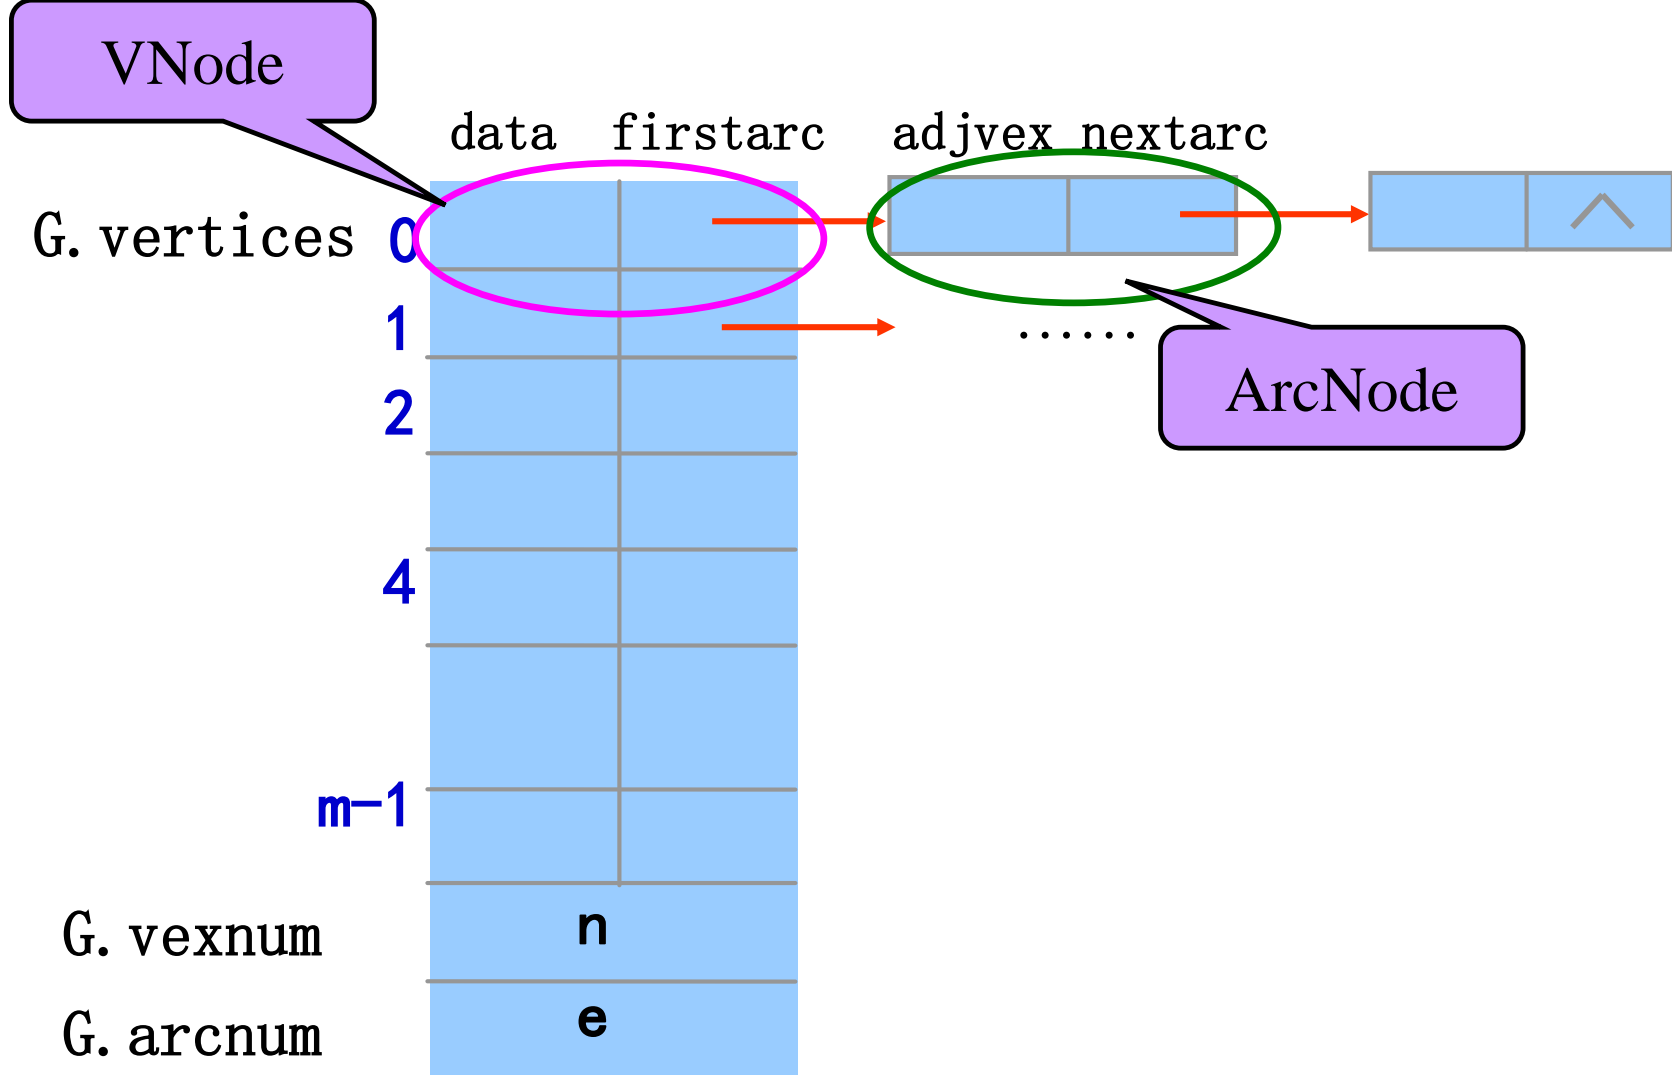 VNode
data firstarc adjvex nextarc
G.vertices 0
1
......
ArcNode
2
4
m-1
G.vexnum n
G.arcnum e